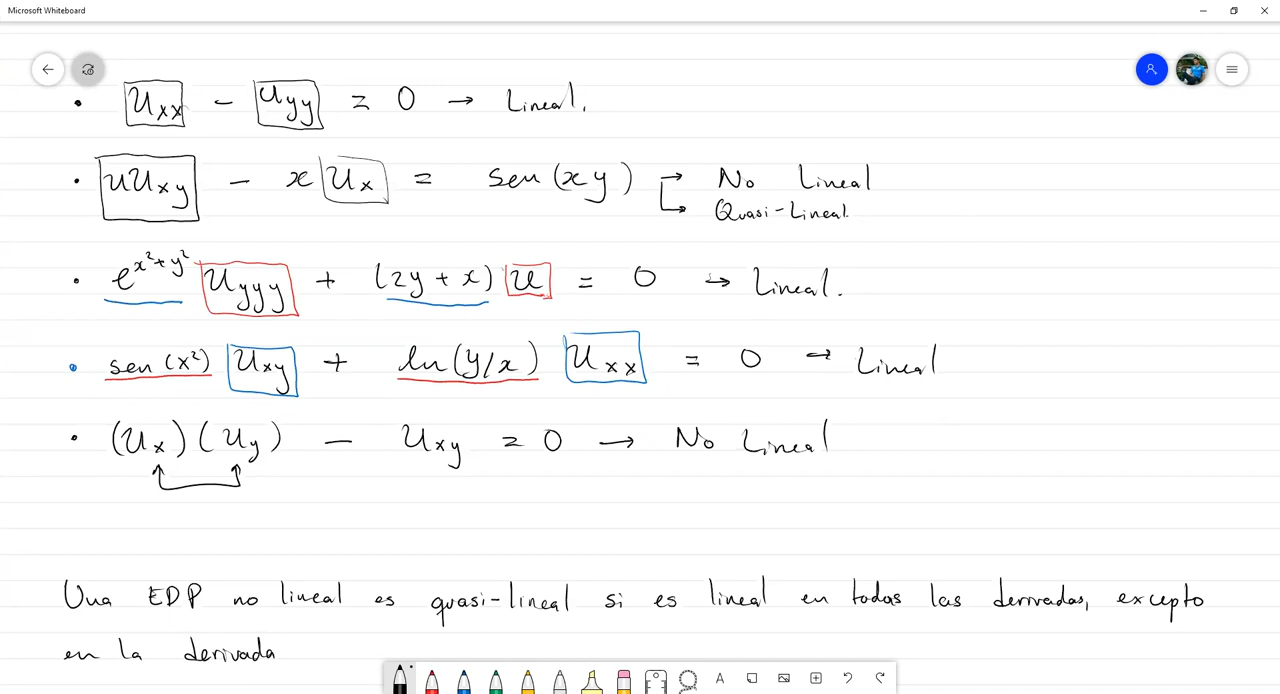 Microsoft Whiteboard
• Uxx - Uyy = 0 → Lineal.
• UUxy - xUx = sen(xy) → No Lineal
→ Quasi-Lineal.
• e^{x²+y²} Uyyy + (2y + x) U = 0 → Lineal.
• sen(x²) Uxy + ln(y/x) Uxx = 0 → Lineal
• (Ux)(Uy) - Uxy = 0 → No Lineal
Una EDP no lineal es quasi-lineal si es lineal en todas las derivadas, excepto
en la derivada
A